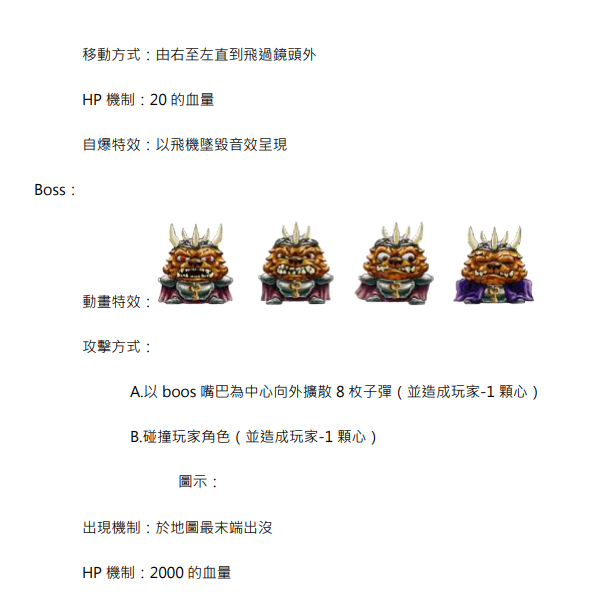 移動方式：由右至左直到飛過鏡頭外
HP 機制：20 的血量
自爆特效：以飛機墜毀音效呈現
Boss：
動畫特效：
攻擊方式：
A.以 boos 嘴巴為中心向外擴散 8 枚子彈（並造成玩家-1 顆心）
B.碰撞玩家角色（並造成玩家-1 顆心）
圖示：
出現機制：於地圖最末端出沒
HP 機制：2000 的血量